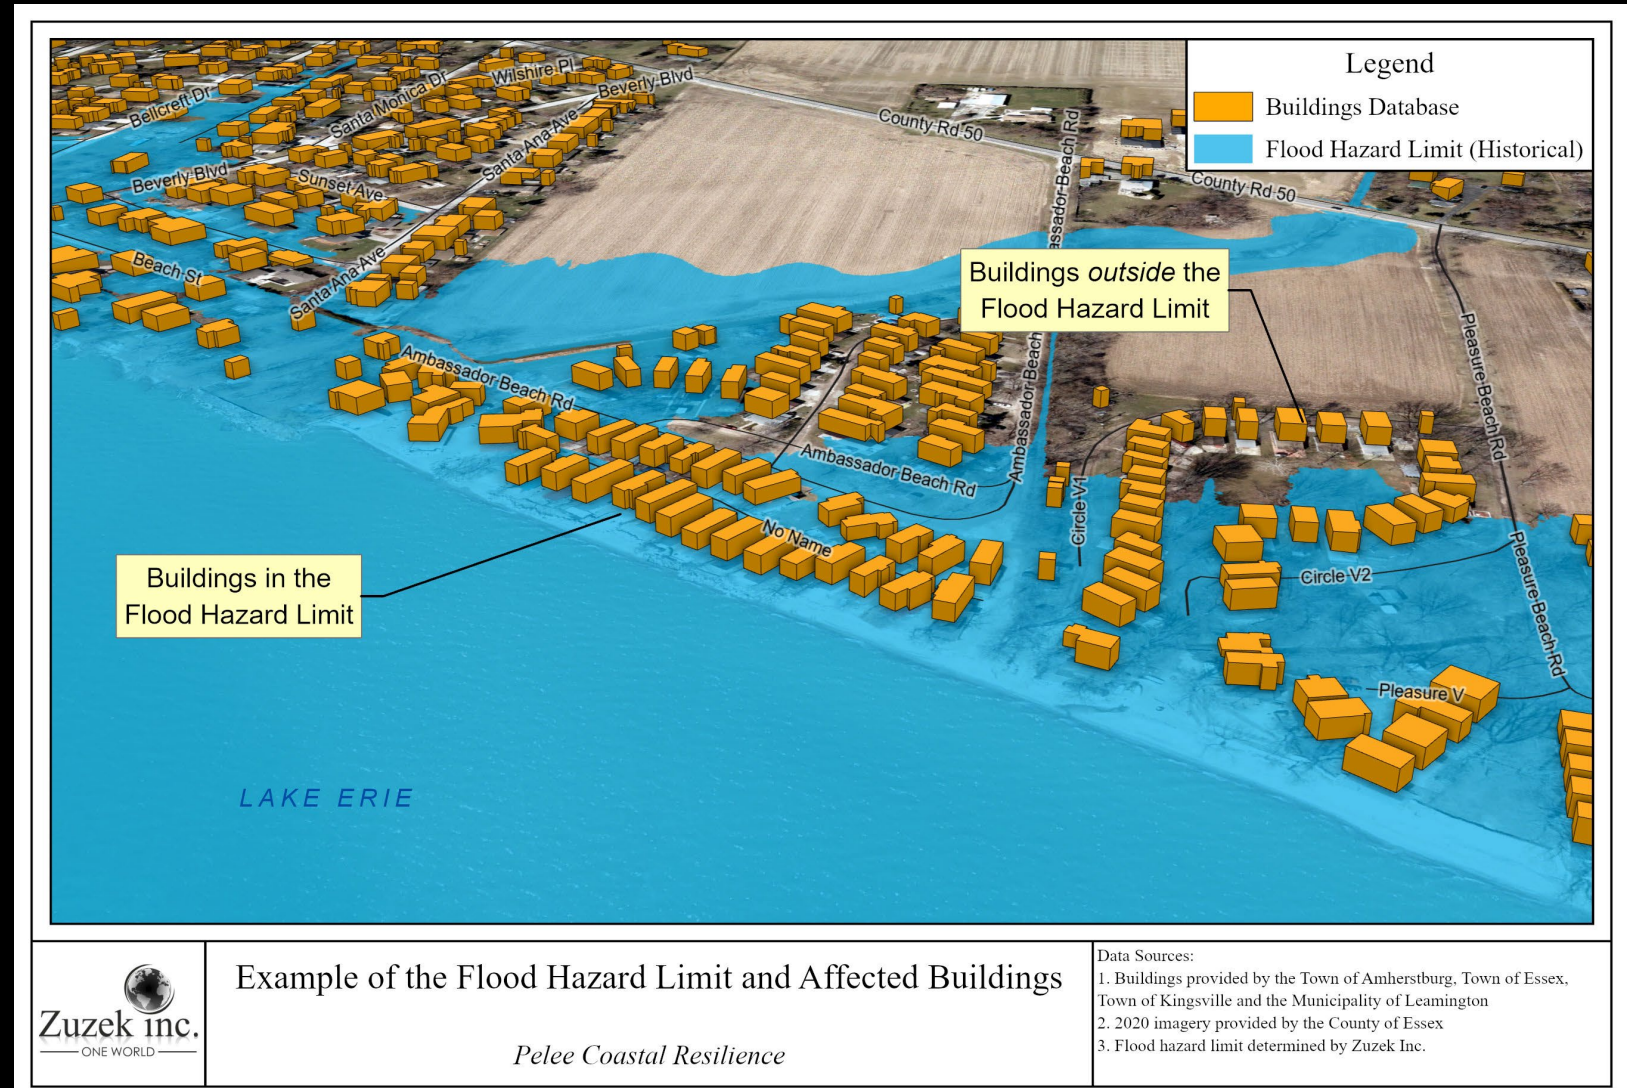 Legend
Buildings Database
Flood Hazard Limit (Historical)
Bellcreft Dr
Santa Monica Dr
Wilshire Pl
Beverly Blvd
Santa Ana Ave
County Rd 50
Ambassador Beach Rd
County Rd 50
Beverly Blvd
Sunset Ave
Beach St
Santa Ana Ave
Buildings outside the
Flood Hazard Limit
Ambassador Beach Rd
Ambassador Beach
Pleasure Beach Rd
Ambassador Beach Rd
Circle V1
No Name
Buildings in the
Flood Hazard Limit
Circle V2
Pleasure Beach Rd
Pleasure V
LAKE ERIE
Zuzek inc.
ONE WORLD
Example of the Flood Hazard Limit and Affected Buildings
Pelee Coastal Resilience
Data Sources:
1. Buildings provided by the Town of Amherstburg, Town of Essex,
Town of Kingsville and the Municipality of Leamington
2. 2020 imagery provided by the County of Essex
3. Flood hazard limit determined by Zuzek Inc.